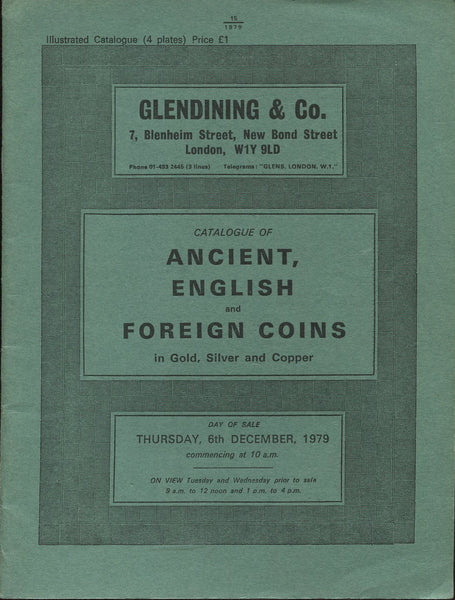 15
1979
Illustrated Catalogue (4 plates) Price £1
GLENDINING & Co.
7, Blenheim Street, New Bond Street
London, W1Y 9LD
Phone 01-493 2445 (3 lines) Telegrams: "GLENS, LONDON, W.1."
CATALOGUE OF
ANCIENT,
ENGLISH
and
FOREIGN COINS
in Gold, Silver and Copper
DAY OF SALE
THURSDAY, 6th DECEMBER, 1979
commencing at 10 a.m.
ON VIEW Tuesday and Wednesday prior to sale
9 a.m. to 12 noon and 1 p.m. to 4 p.m.